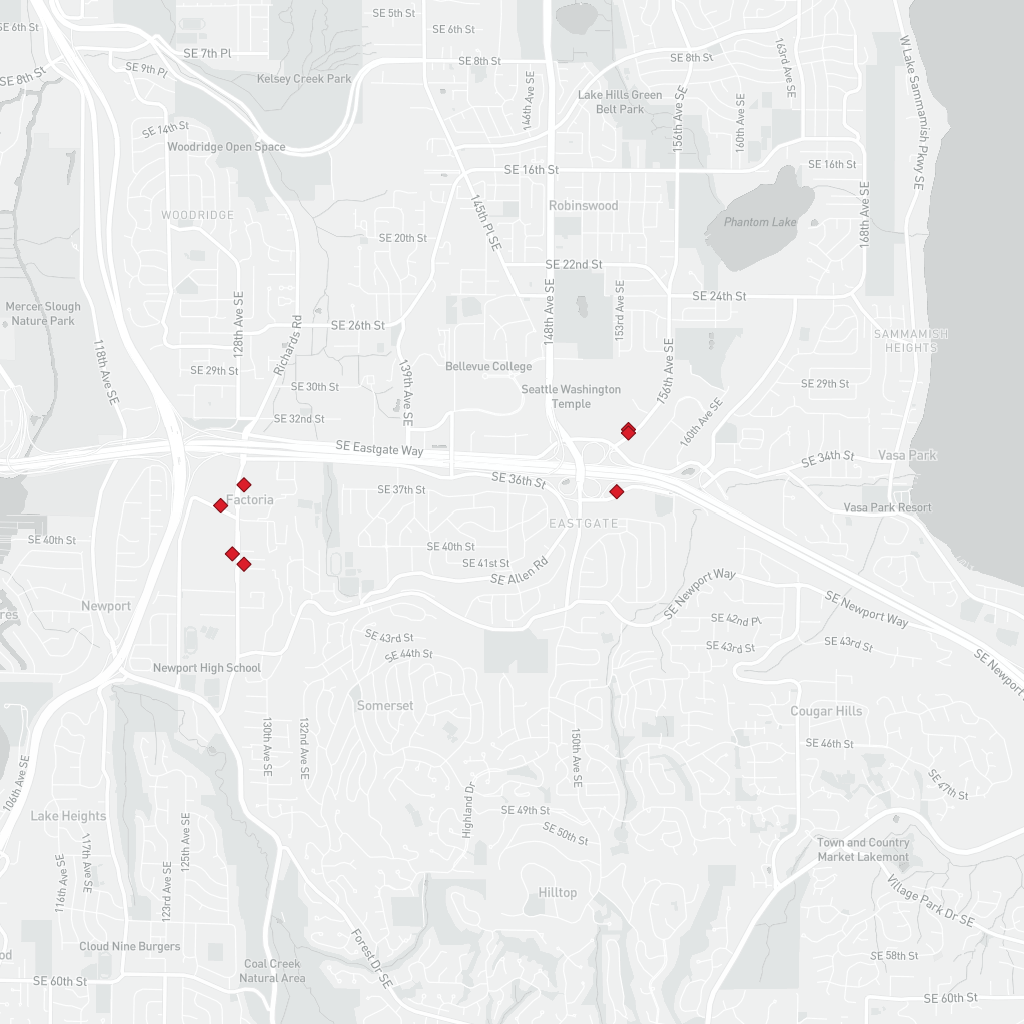 SE 6th St
SE 5th St
SE 6th St
SE 7th Pl
SE 8th St
SE 9th Pl
SE 8th St
Kelsey Creek Park
SE 8th St
163rd Ave SE
W Lake Sammamish Pkwy SE
146th Ave SE
Lake Hills Green
Belt Park
156th Ave SE
160th Ave SE
SE 14th St
Woodridge Open Space
SE 16th St
SE 16th St
WOODRIDGE
145th Pl SE
Robinswood
Phantom Lake
168th Ave SE
SE 20th St
SE 22nd St
SE 24th St
Mercer Slough
Nature Park
128th Ave SE
Richards Rd
SE 26th St
148th Ave SE
153rd Ave SE
SAMMAMISH
HEIGHTS
118th Ave SE
SE 29th St
SE 30th St
139th Ave SE
Bellevue College
Seattle Washington
Temple
156th Ave SE
SE 29th St
SE 32nd St
160th Ave SE
SE Eastgate Way
SE 34th St
Vasa Park
SE 37th St
SE 36th St
Factoria
Vasa Park Resort
EASTGATE
SE 40th St
SE 40th St
SE 41st St
SE Allen Rd
SE Newport Way
SE Newport Way
Newport
res
SE 42nd Pl
SE 43rd St
SE 44th St
SE 43rd St
SE 43rd St
SE Newport
Newport High School
Somerset
Cougar Hills
130th Ave SE
132nd Ave SE
150th Ave SE
SE 46th St
106th Ave SE
SE 47th St
Highland Dr
Lake Heights
SE 49th St
SE 50th St
117th Ave SE
125th Ave SE
Town and Country
Market Lakemont
116th Ave SE
123rd Ave SE
Hilltop
Village Park Dr SE
Cloud Nine Burgers
od
Forest Dr SE
SE 58th St
Coal Creek
Natural Area
SE 60th St
SE 60th St